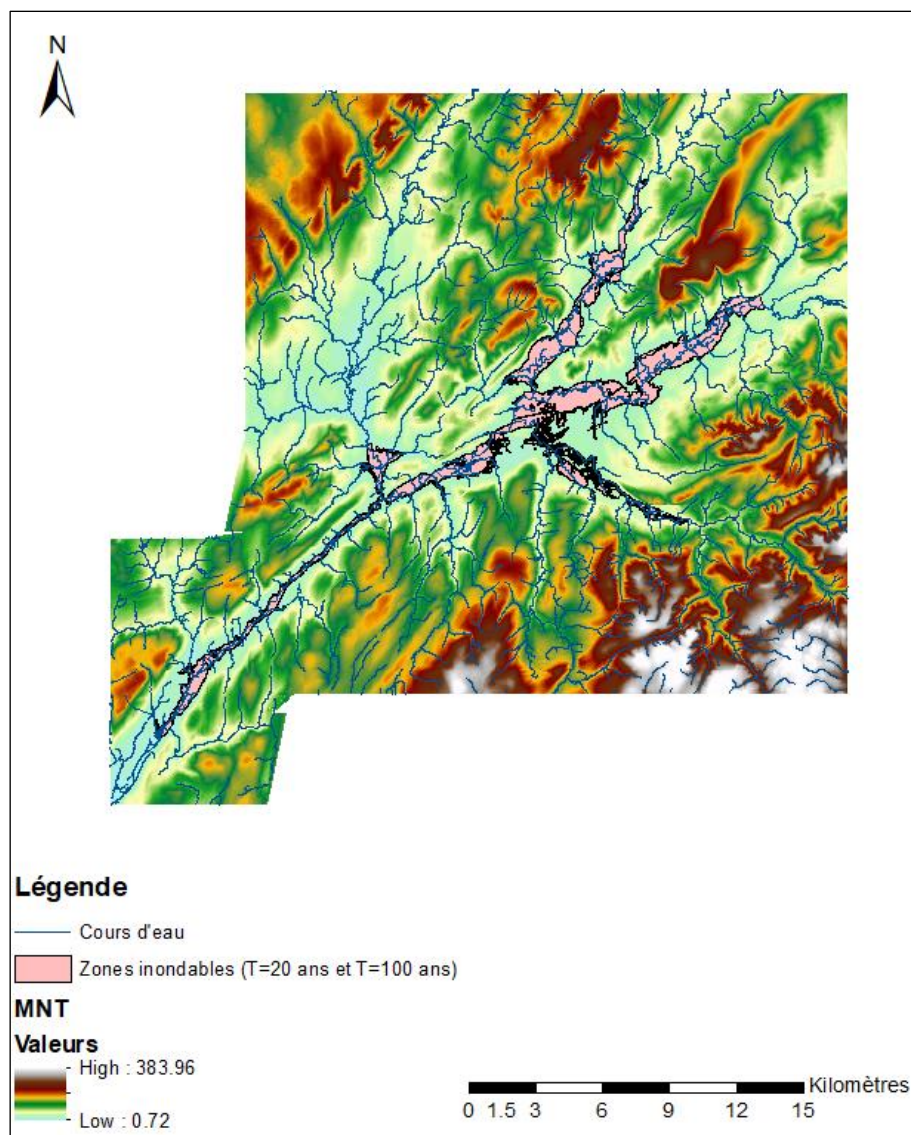 N
Légende
Cours d'eau
Zones inondables (T=20 ans et T=100 ans)
MNT
Valeurs
High : 383.96
Low : 0.72
Kilomètres
0 1.5 3 6 9 12 15